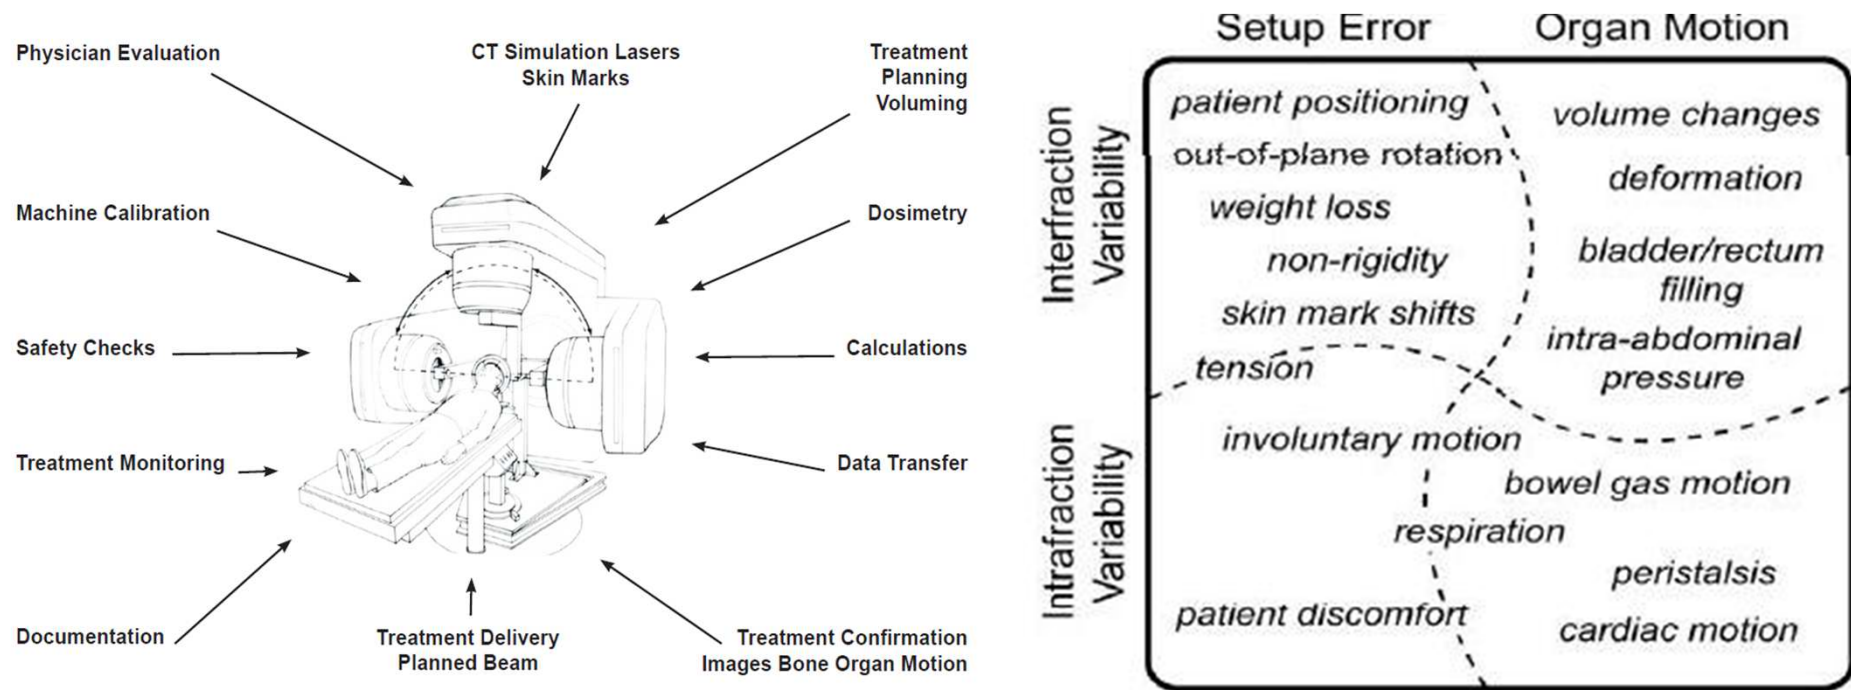 Physician Evaluation
CT Simulation Lasers
Skin Marks
Treatment
Planning
Voluming
Machine Calibration
Dosimetry
Safety Checks
Calculations
Treatment Monitoring
Data Transfer
Documentation
Treatment Delivery
Planned Beam
Treatment Confirmation
Images Bone Organ Motion
Setup Error
Organ Motion
Interfraction
Variability
patient positioning
out-of-plane rotation
weight loss
non-rigidity
skin mark shifts
tension
volume changes
deformation
bladder/rectum
filling
intra-abdominal
pressure
Intrafraction
Variability
involuntary motion
bowel gas motion
respiration
peristalsis
patient discomfort
cardiac motion